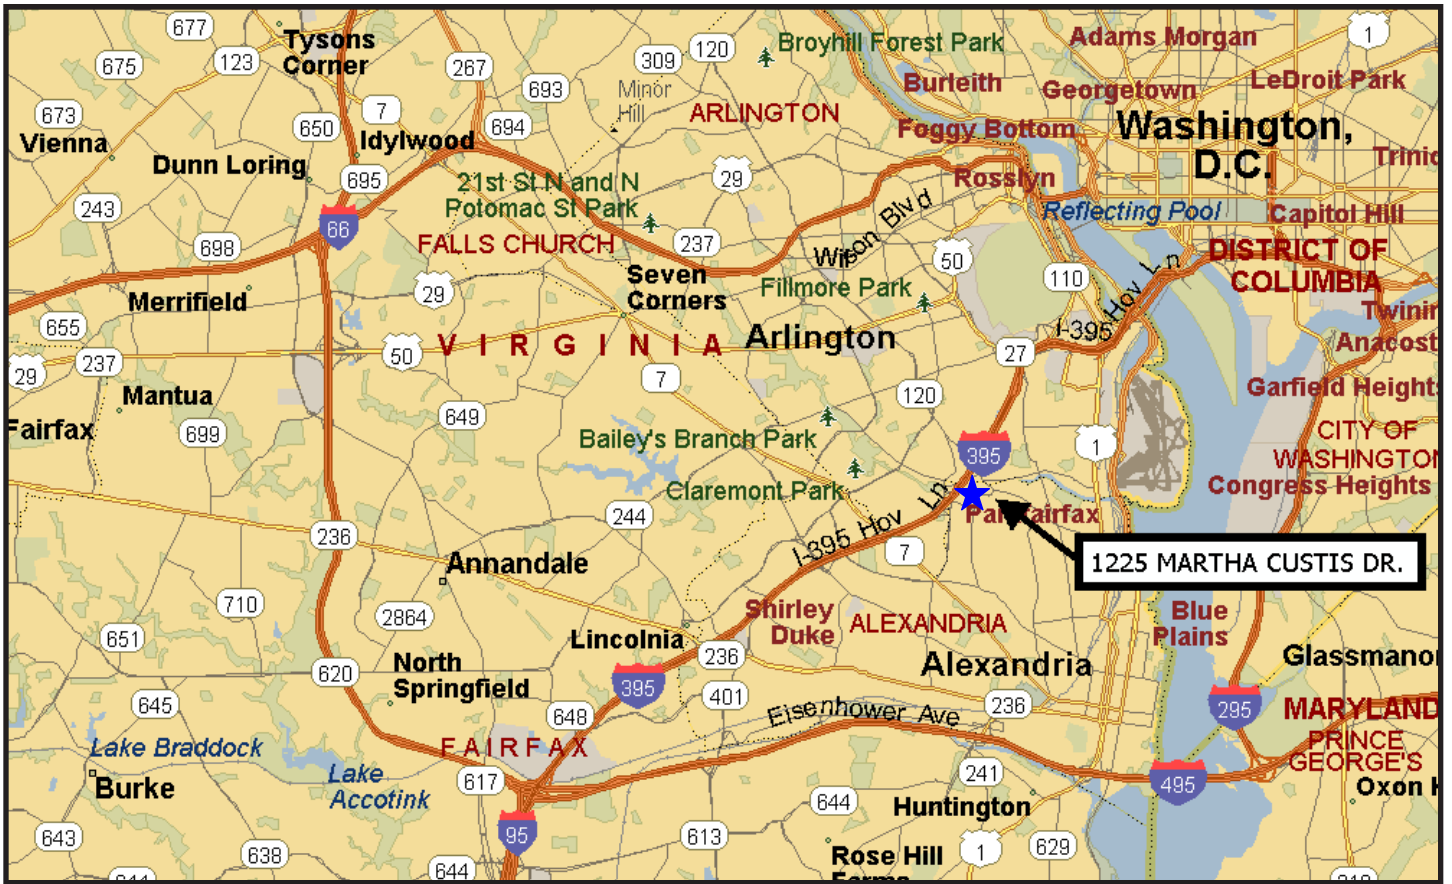 677
Tysons
Corner
675
123
267
309
120
Broyhill Forest Park
Adams Morgan
1
673
7
693
Minor
Hill
Burleith
Georgetown
LeDroit Park
Vienna
650
Idylwood
694
ARLINGTON
Foggy Bottom
Washington,
D.C.
Dunn Loring
695
21st St N and N
Potomac St Park
29
Rosslyn
243
Reflecting Pool
Capitol Hill
66
698
FALLS CHURCH
237
Wilson Blvd
50
DISTRICT OF
COLUMBIA
29
Seven
Corners
Fillmore Park
110
I-395 Hov Ln
Merrifield
655
237
50
VIRGINIA
Arlington
27
29
Mantua
7
120
Garfield Heights
Fairfax
699
649
Bailey's Branch Park
395
1
CITY OF
WASHINGTON
Congress Heights
Claremont Park
244
I-395 Hov Ln
236
7
1225 MARTHA CUSTIS DR.
Annandale
710
2864
Shirley
Duke
ALEXANDRIA
Blue
Plains
651
Lincolnia
236
Alexandria
620
North
Springfield
395
401
236
295
MARYLAND
645
648
Eisenhower Ave
PRINCE
GEORGE'S
Lake Braddock
FAIRFAX
Lake
Accotink
617
241
495
Oxon
Burke
95
644
Huntington
643
638
613
Rose Hill
Farms
1
629
644